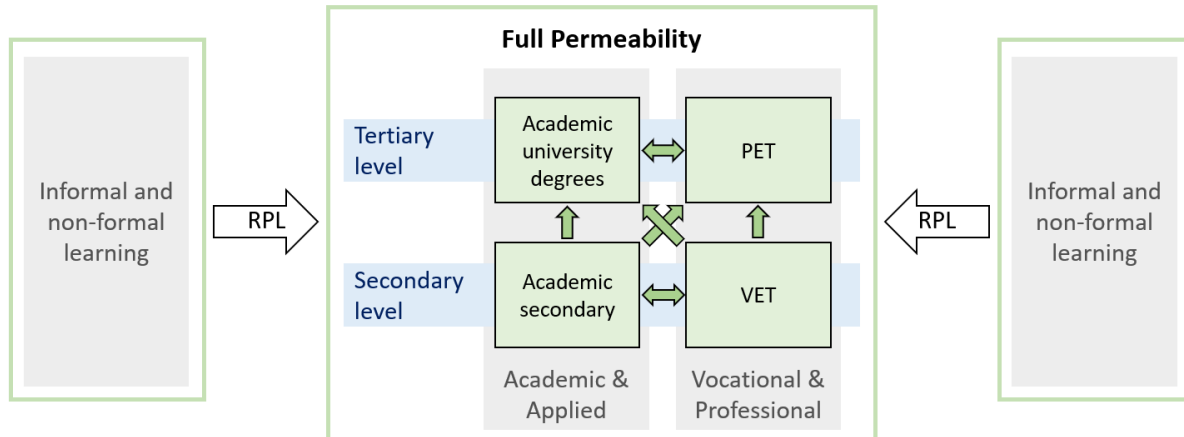 Full Permeability
Informal and
non-formal
learning
RPL
Tertiary
level
Academic
university
degrees
PET
Secondary
level
Academic
secondary
VET
Academic &
Applied
Vocational &
Professional
RPL
Informal and
non-formal
learning